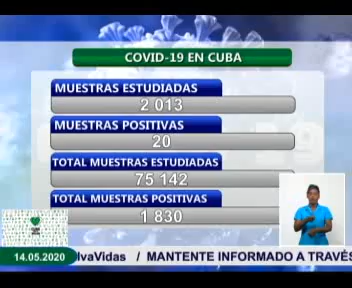 COVID-19 EN CUBA
MUESTRAS ESTUDIADAS
2 013
MUESTRAS POSITIVAS
20
TOTAL MUESTRAS ESTUDIADAS
75 142
TOTAL MUESTRAS POSITIVAS
1 830
14.05.2020 lvaVidas / MANTENTE INFORMADO A TRAVÉS